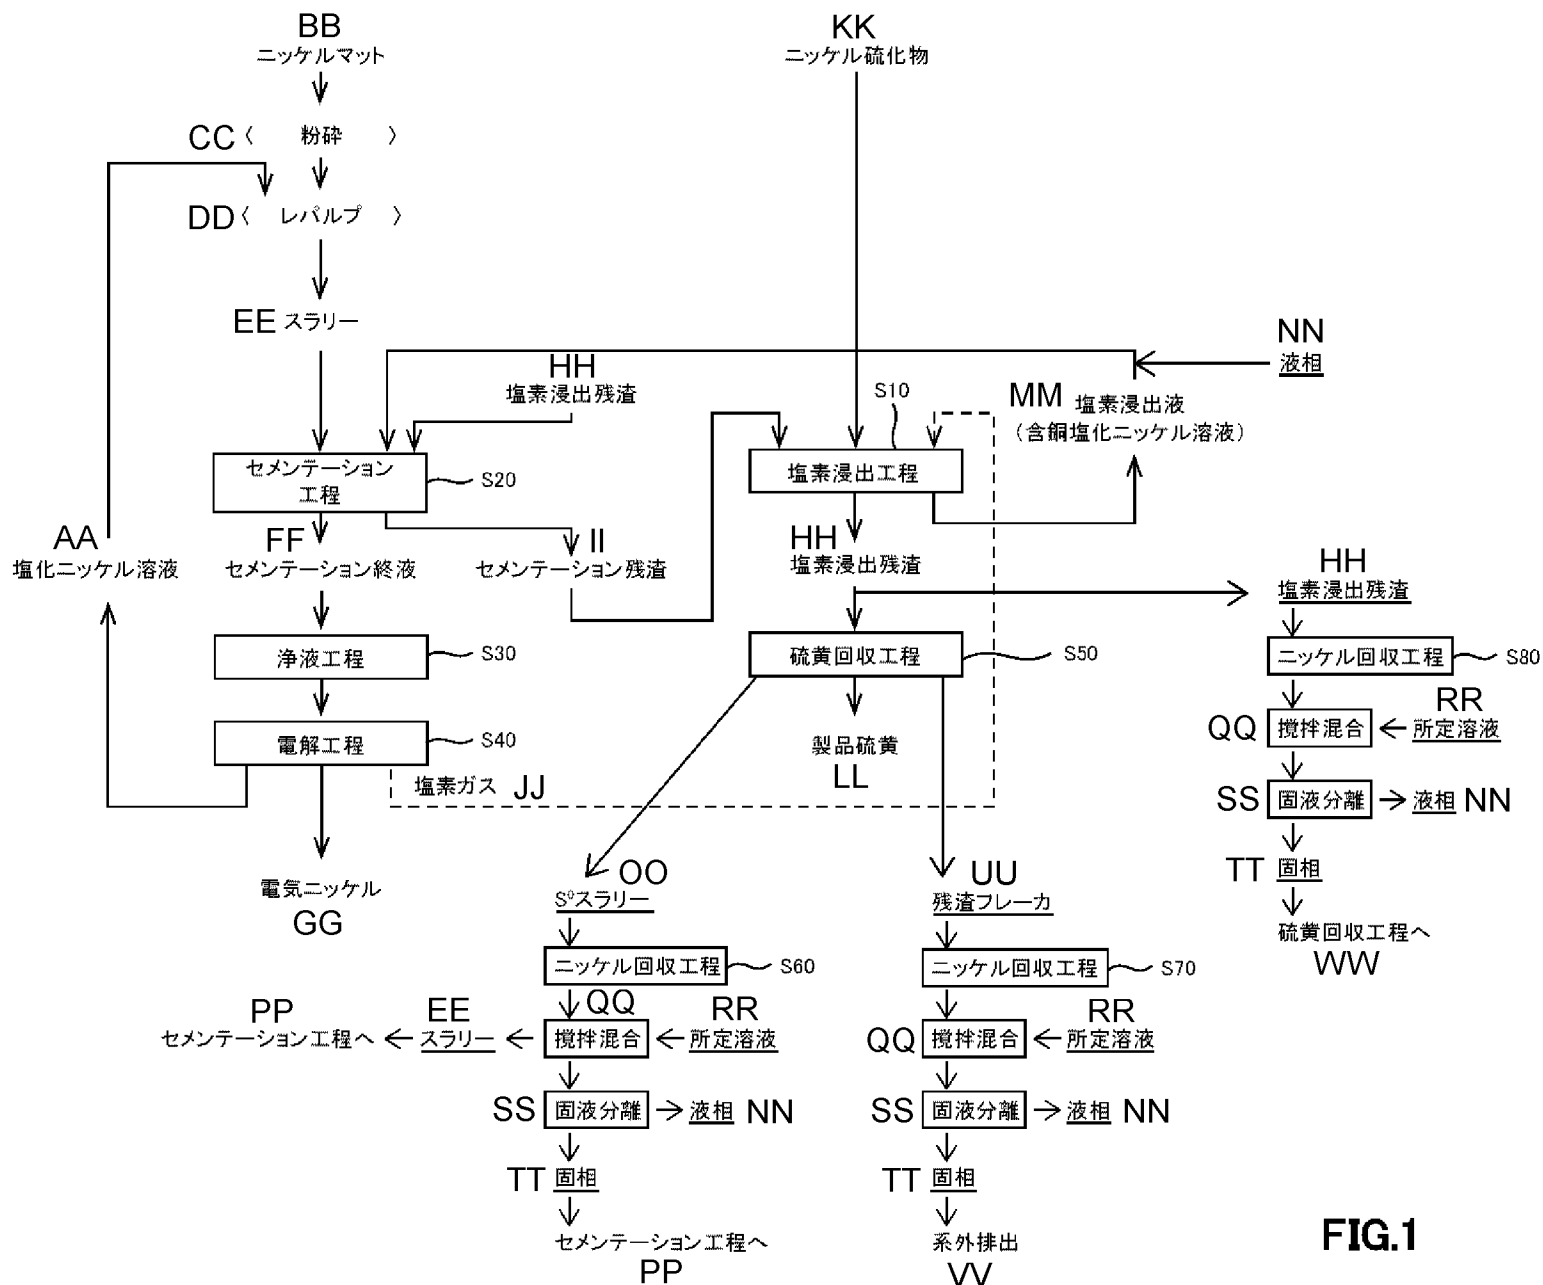 BB
ニッケルマット
KK
ニッケル硫化物
CC〈 粉砕 〉
DD〈 レパルプ 〉
EE スラリー
NN
液相
HH
塩素浸出残渣
S10
MM 塩素浸出液
(含銅塩化ニッケル溶液)
セメンテーション
工程
S20
塩素浸出工程
AA
塩化ニッケル溶液
FF
セメンテーション終液
II
セメンテーション残渣
HH
塩素浸出残渣
HH
塩素浸出残渣
浄液工程
S30
硫黄回収工程
S50
ニッケル回収工程
S80
電解工程
S40
製品硫黄
LL
QQ 撹拌混合
RR
所定溶液
塩素ガス JJ
SS 固液分離
液相 NN
TT 固相
硫黄回収工程へ
WW
電気ニッケル
GG
OO
S⁰スラリー
UU
残渣フレーカ
ニッケル回収工程
S60
ニッケル回収工程
S70
PP
セメンテーション工程へ
EE
スラリー
QQ
撹拌混合
RR
所定溶液
QQ 撹拌混合
RR
所定溶液
SS 固液分離
液相 NN
SS 固液分離
液相 NN
TT 固相
TT 固相
セメンテーション工程へ
PP
系外排出
VV
FIG.1